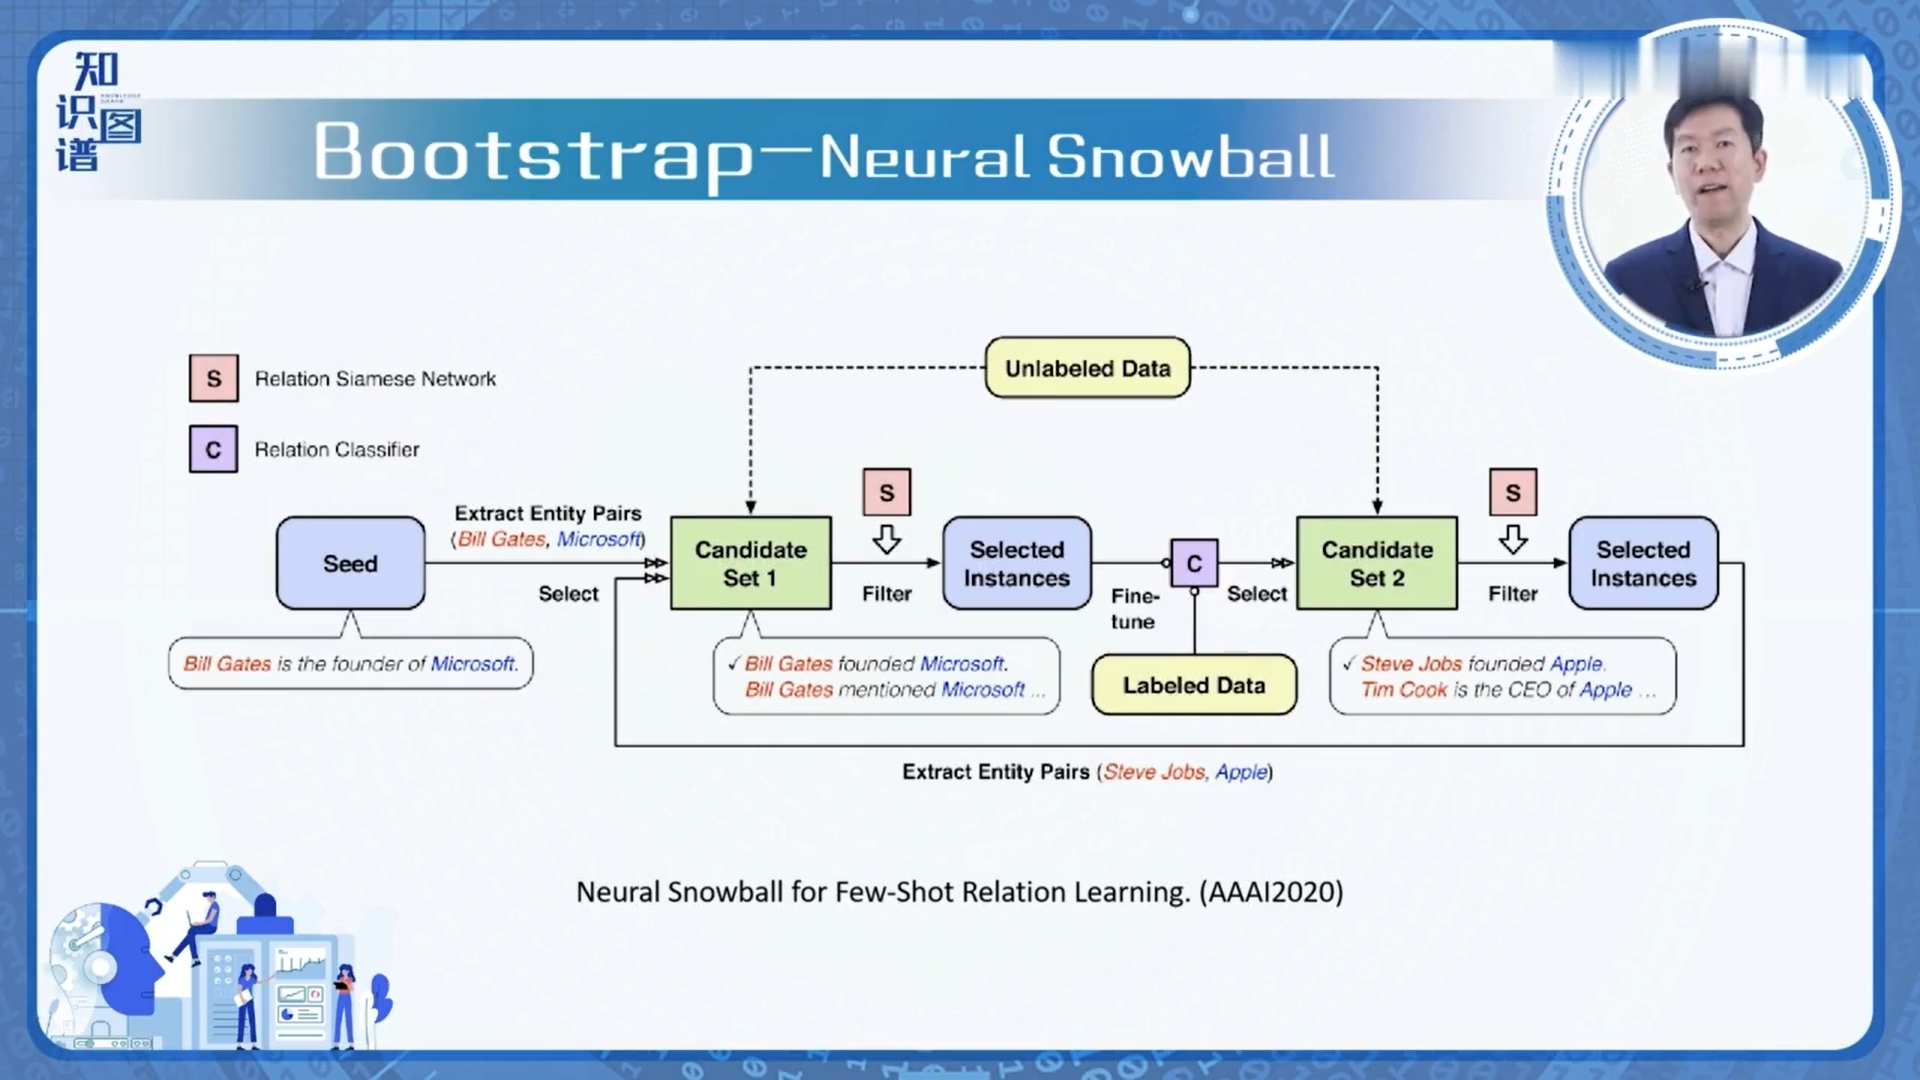 知识图谱
KNOWLEDGE
GRAPH
Bootstrap—Neural Snowball
S Relation Siamese Network
C Relation Classifier
Unlabeled Data
Seed
Extract Entity Pairs
(Bill Gates, Microsoft)
Select
Candidate
Set 1
S
Filter
Selected
Instances
Fine-
tune
C
Select
Candidate
Set 2
S
Filter
Selected
Instances
Bill Gates is the founder of Microsoft.
✓ Bill Gates founded Microsoft.
Bill Gates mentioned Microsoft ...
Labeled Data
✓ Steve Jobs founded Apple.
Tim Cook is the CEO of Apple ...
Extract Entity Pairs (Steve Jobs, Apple)
Neural Snowball for Few-Shot Relation Learning. (AAAI2020)